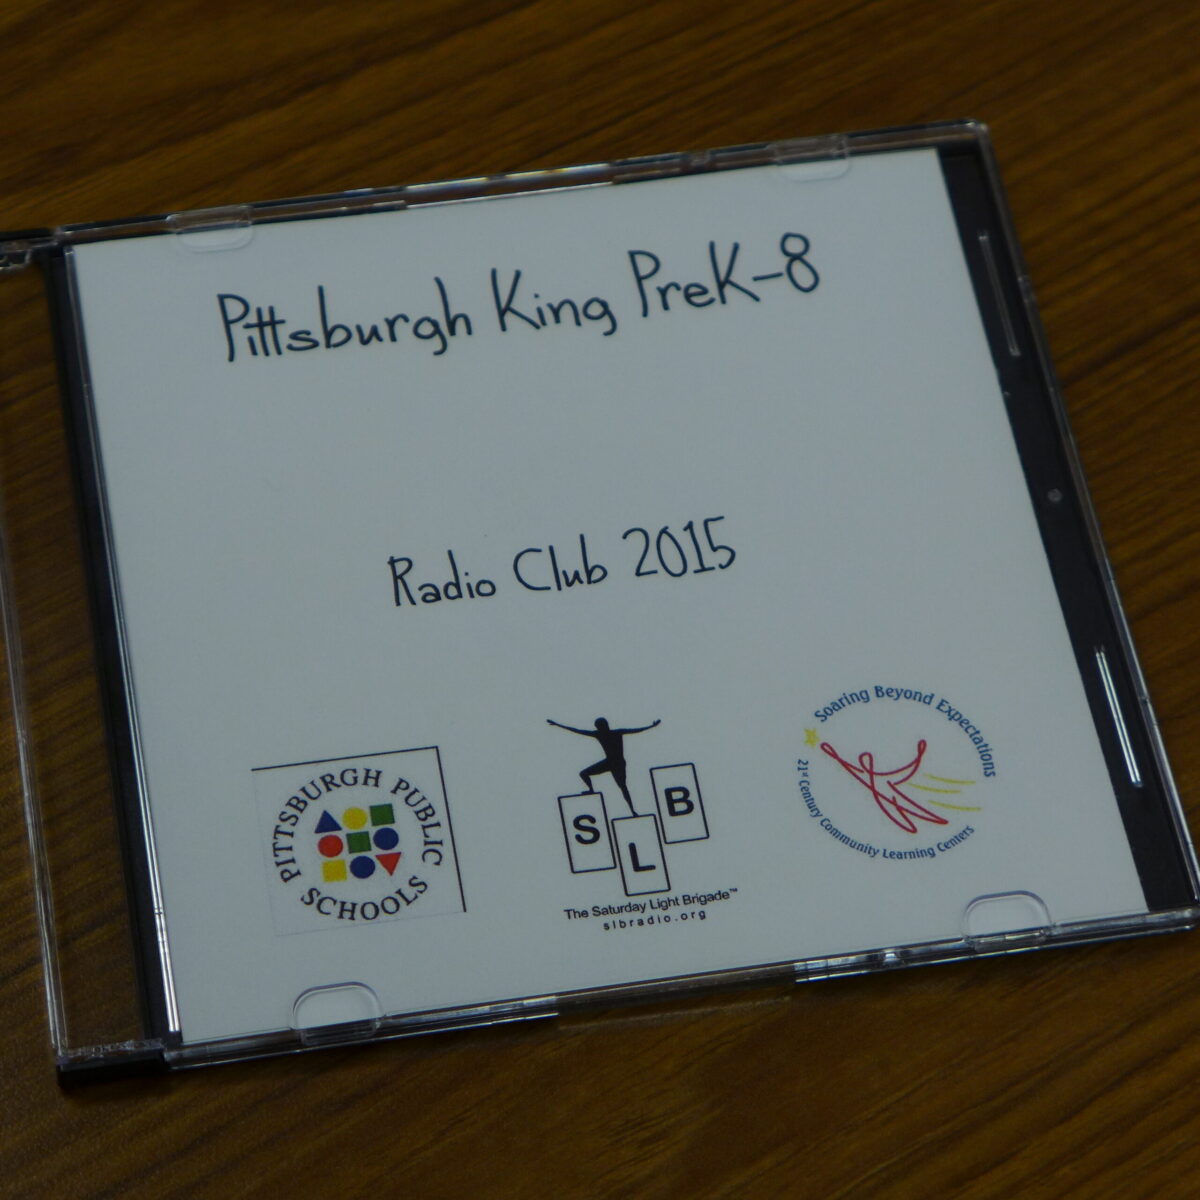 Pittsburgh King PreK-8
Radio Club 2015
PITTSBURGH PUBLIC
SCHOOLS
S
L
B
The Saturday Light Brigade™
slbradio.org
Soaring Beyond Expectations
21st Century Community Learning Centers